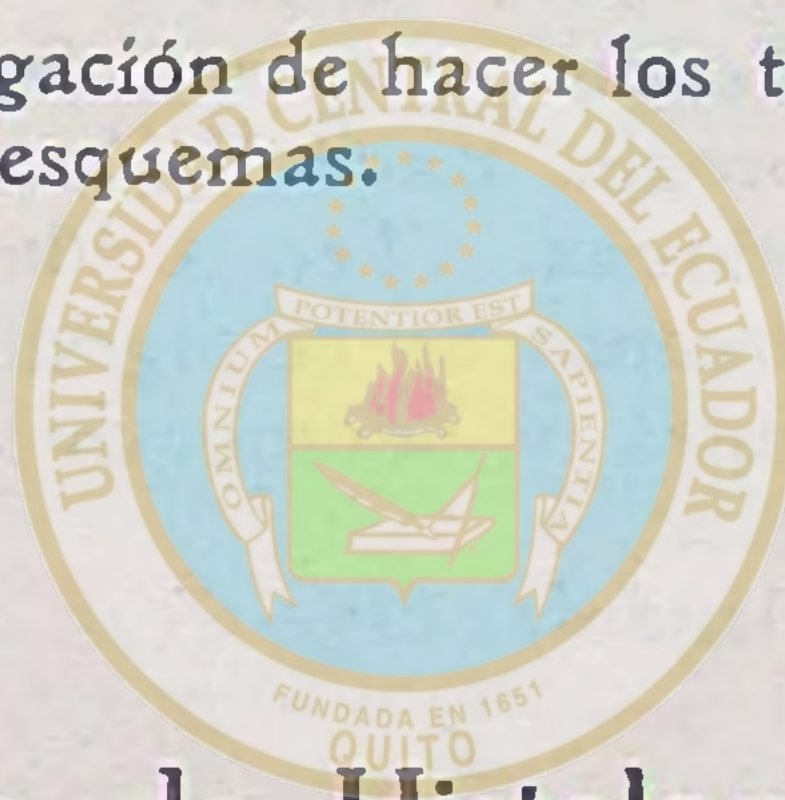 gación de hacer los t
esquemas.
UNIVERSIDAD CENTRAL DEL ECUADOR
OMNIUM POTENTIOR EST SAPIENTIA
FUNDADA EN 1651
QUITO